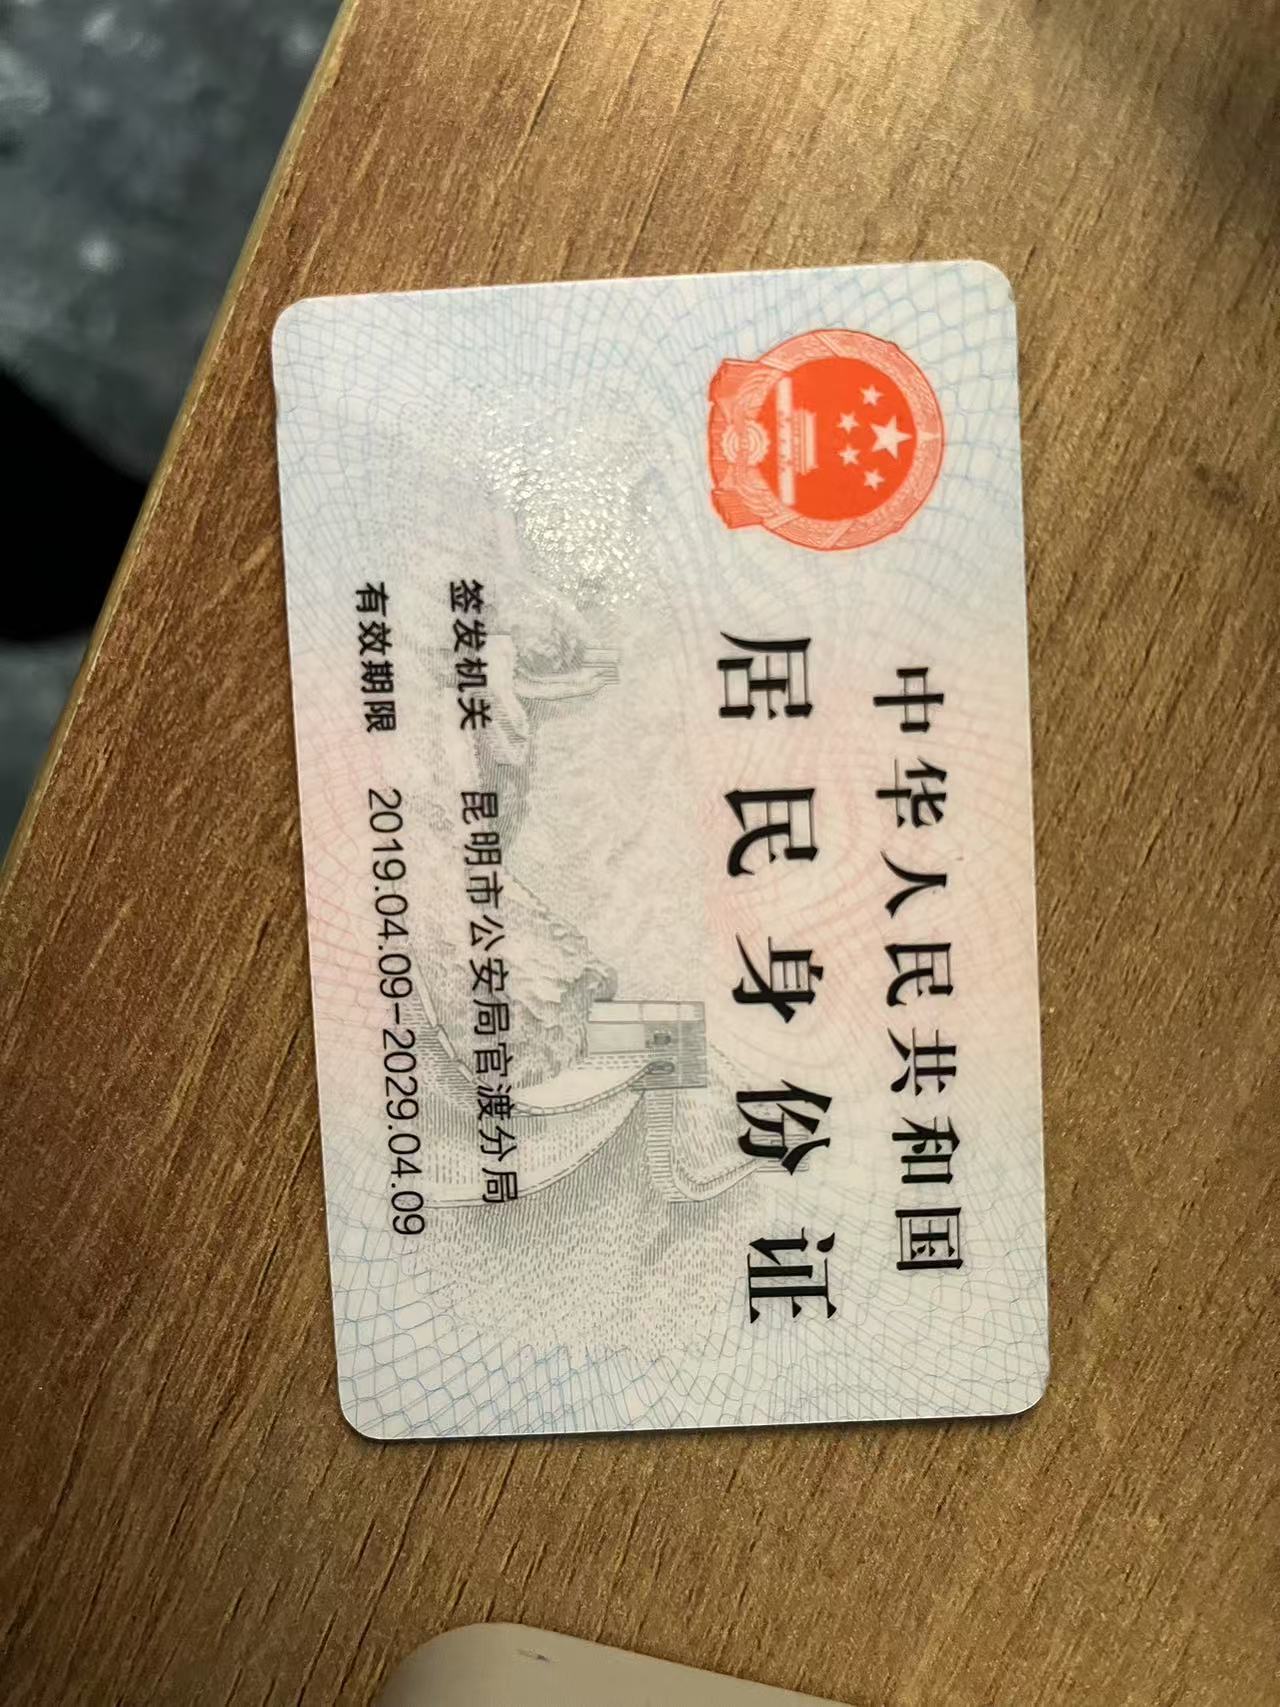 中华人民共和国
居民身份证
签发机关 昆明市公安局官渡分局
有效期限 2019.04.09-2029.04.09